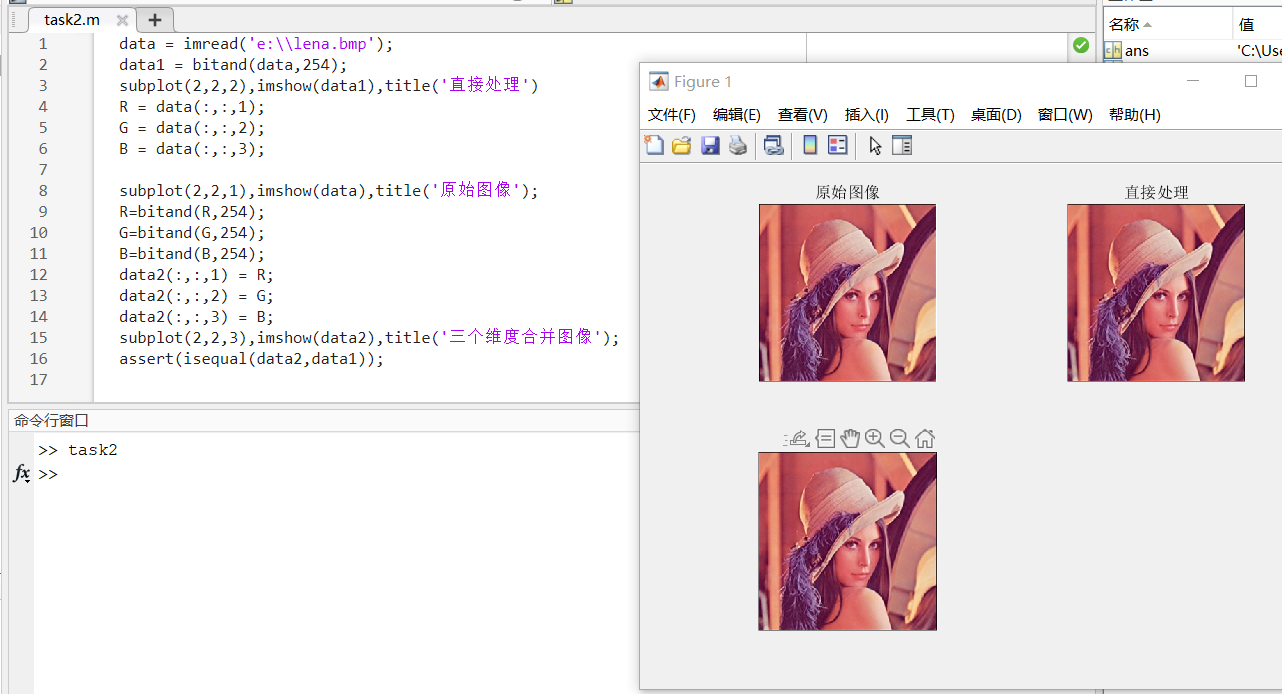 task2.m
名称 值
ans 'C:\Use
1 data = imread('e:\\lena.bmp');
2 data1 = bitand(data,254);
3 subplot(2,2,2),imshow(data1),title('直接处理')
4 R = data(:,:,1);
5 G = data(:,:,2);
6 B = data(:,:,3);
7
8 subplot(2,2,1),imshow(data),title('原始图像');
9 R=bitand(R,254);
10 G=bitand(G,254);
11 B=bitand(B,254);
12 data2(:,:,1) = R;
13 data2(:,:,2) = G;
14 data2(:,:,3) = B;
15 subplot(2,2,3),imshow(data2),title('三个维度合并图像');
16 assert(isequal(data2,data1));
17
命令行窗口
>> task2
fx >>
Figure 1
文件(F) 编辑(E) 查看(V) 插入(I) 工具(T) 桌面(D) 窗口(W) 帮助(H)
原始图像 直接处理